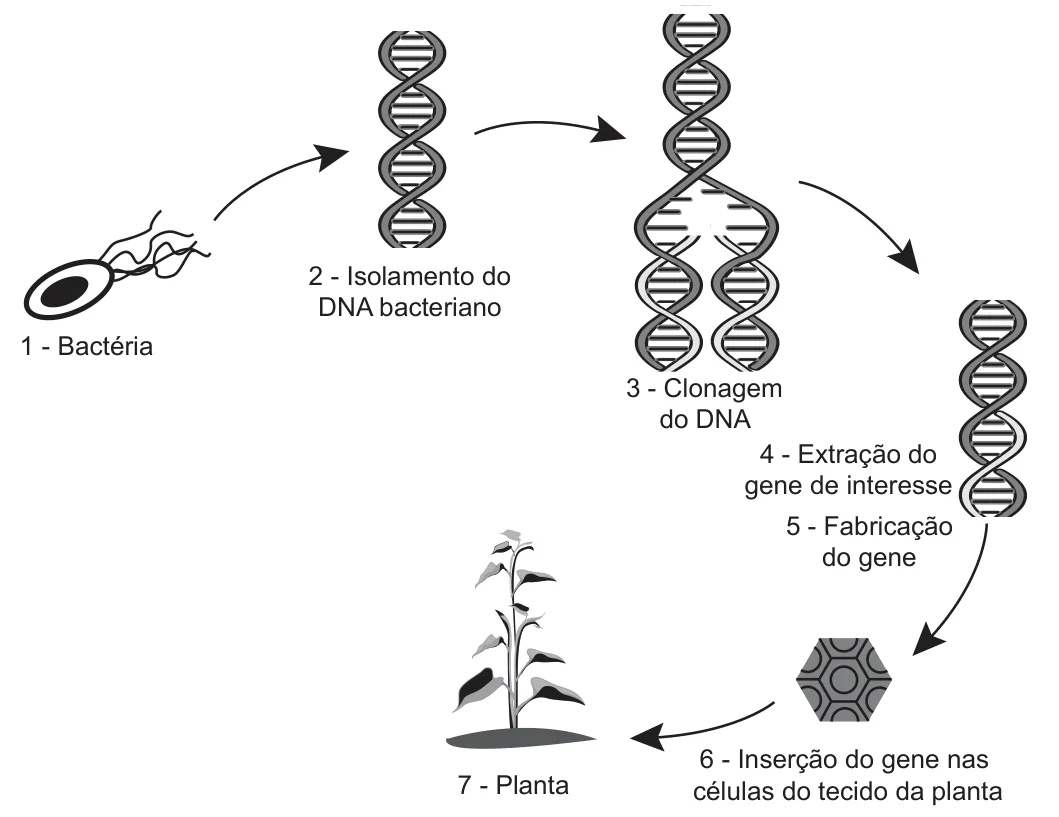 1 - Bactéria
2 - Isolamento do
DNA bacteriano
3 - Clonagem
do DNA
4 - Extração do
gene de interesse
5 - Fabricação
do gene
6 - Inserção do gene nas
células do tecido da planta
7 - Planta